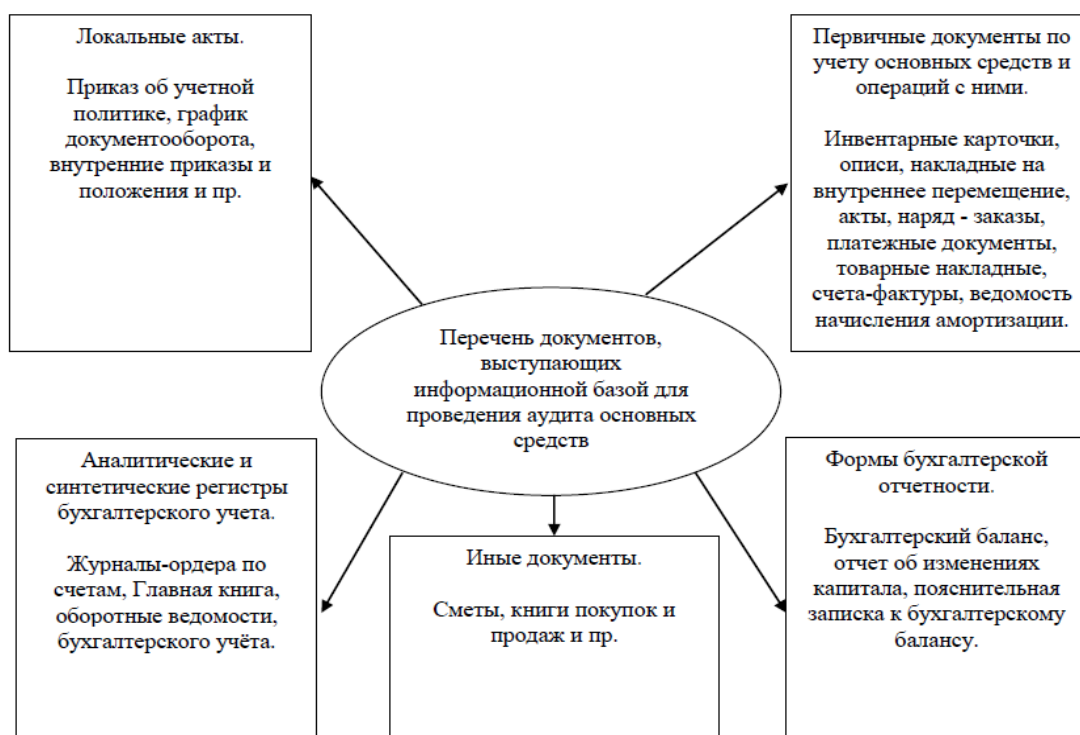 Локальные акты.
Приказ об учетной
политике, график
документооборота,
внутренние приказы и
положения и пр.
Первичные документы по
учету основных средств и
операций с ними.
Инвентарные карточки,
описи, накладные на
внутреннее перемещение,
акты, наряд - заказы,
платежные документы,
товарные накладные,
счета-фактуры, ведомость
начисления амортизации.
Перечень документов,
выступающих
информационной базой для
проведения аудита основных
средств
Аналитические и
синтетические регистры
бухгалтерского учета.
Журналы-ордера по
счетам, Главная книга,
оборотные ведомости,
бухгалтерского учёта.
Иные документы.
Сметы, книги покупок и
продаж и пр.
Формы бухгалтерской
отчетности.
Бухгалтерский баланс,
отчет об изменениях
капитала, пояснительная
записка к бухгалтерскому
балансу.